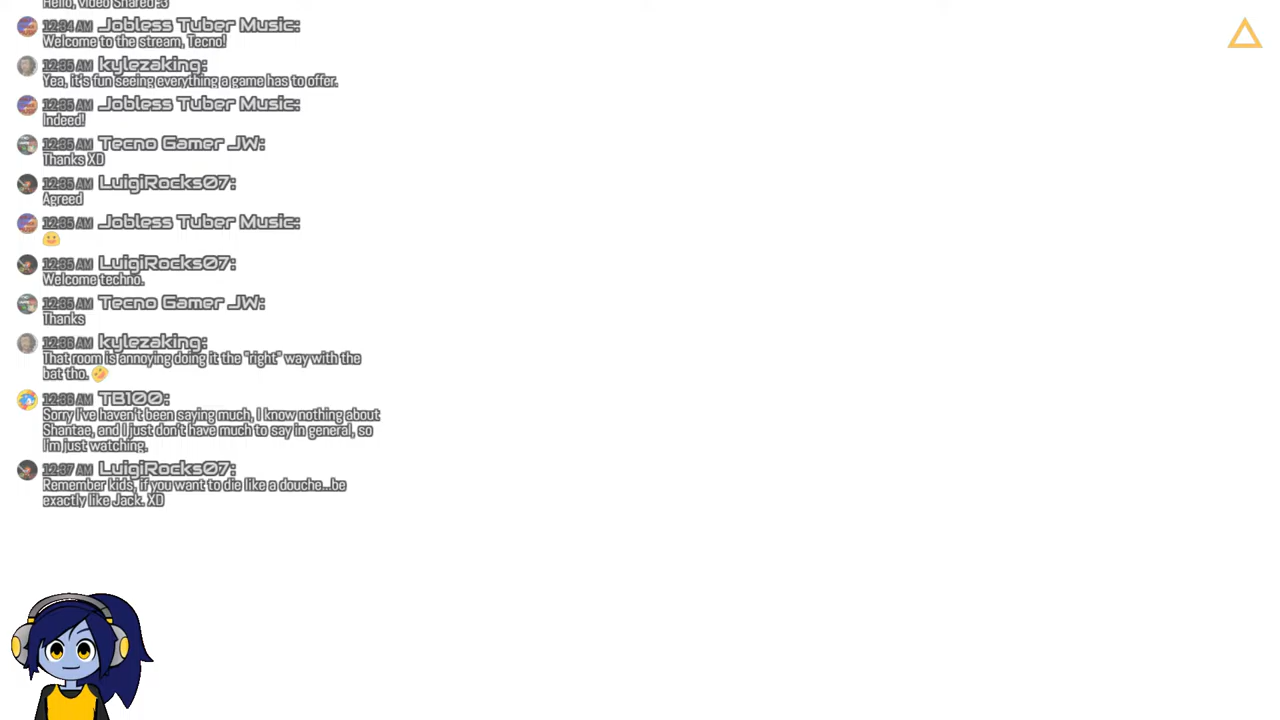 Hello, Video Shared :3
12:34 AM Jobless Tuber Music:
Welcome to the stream, Tecno!
12:35 AM kylezaking:
Yea, it's fun seeing everything a game has to offer.
12:35 AM Jobless Tuber Music:
Indeed!
12:35 AM Tecno Gamer JW:
Thanks XD
12:35 AM LuigiRocks07:
Agreed
12:35 AM Jobless Tuber Music:
12:35 AM LuigiRocks07:
Welcome techno.
12:35 AM Tecno Gamer JW:
Thanks
12:36 AM kylezaking:
That room is annoying doing it the "right" way with the
bat tho.
12:36 AM TB100:
Sorry I've haven't been saying much, I know nothing about
Shantae, and I just don't have much to say in general, so
I'm just watching.
12:37 AM LuigiRocks07:
Remember kids, if you want to die like a douche...be
exactly like Jack. XD